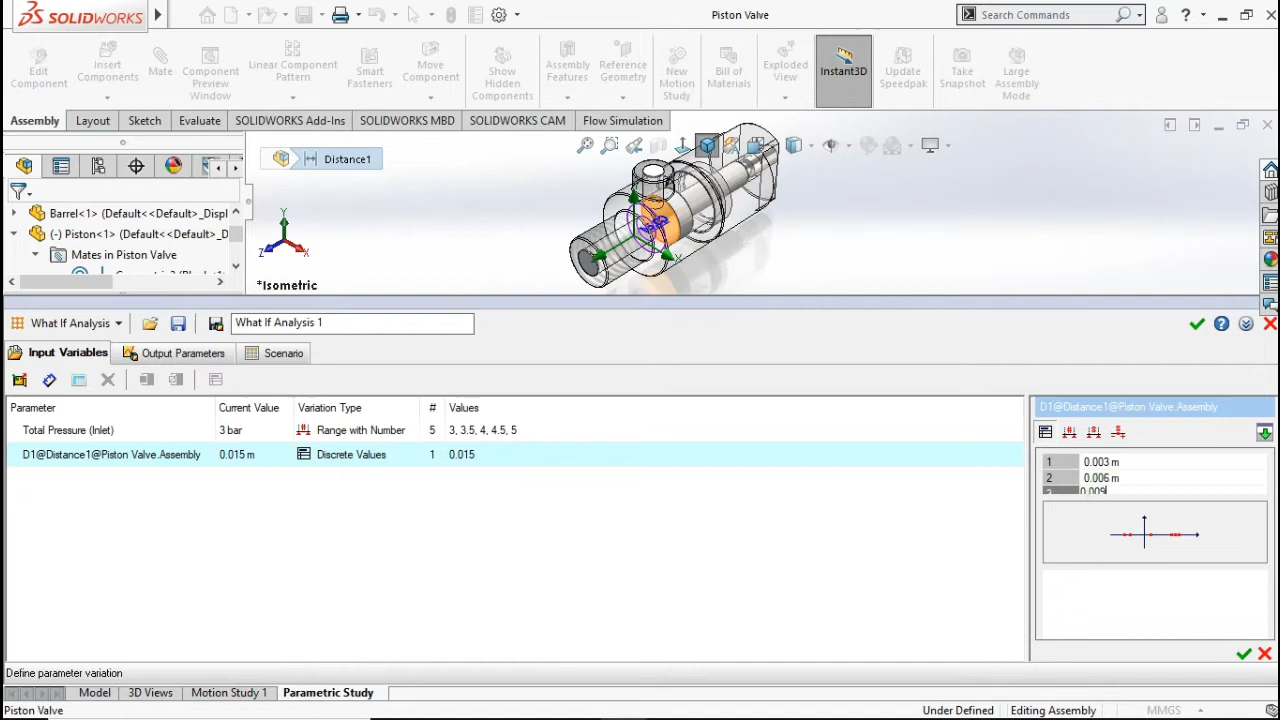 SOLIDWORKS
Piston Valve
Search Commands
?
Edit Component
Insert Components
Mate
Component Preview Window
Linear Component Pattern
Smart Fasteners
Move Component
Show Hidden Components
Assembly Features
Reference Geometry
New Motion Study
Bill of Materials
Exploded View
Instant3D
Update Speedpak
Take Snapshot
Large Assembly Mode
Assembly
Layout
Sketch
Evaluate
SOLIDWORKS Add-Ins
SOLIDWORKS MBD
SOLIDWORKS CAM
Flow Simulation
Distance1
Barrel<1> (Default<<Default>_Displ
(-) Piston<1> (Default<<Default>_D
Mates in Piston Valve
Y
Z X
X
*Isometric
What If Analysis
What If Analysis 1
Input Variables
Output Parameters
Scenario
Parameter Current Value Variation Type # Values
Total Pressure (Inlet) 3 bar Range with Number 5 3, 3.5, 4, 4.5, 5
D1@Distance1@Piston Valve.Assembly 0.015 m Discrete Values 1 0.015
D1@Distance1@Piston Valve.Assembly
1 0.003 m
2 0.006 m
3 0.009
Define parameter variation
Model
3D Views
Motion Study 1
Parametric Study
Piston Valve
Under Defined
Editing Assembly
MMGS